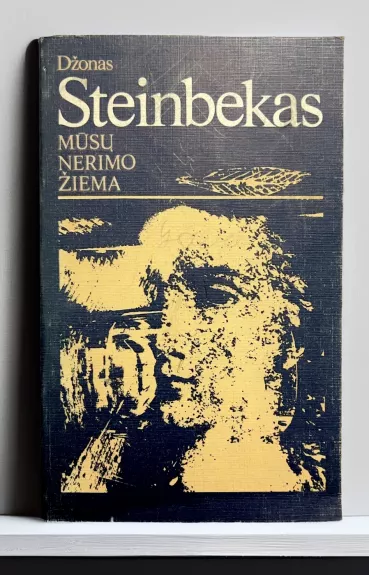 Džonas
Steinbekas
MŪSŲ
NERIMO
ŽIEMA